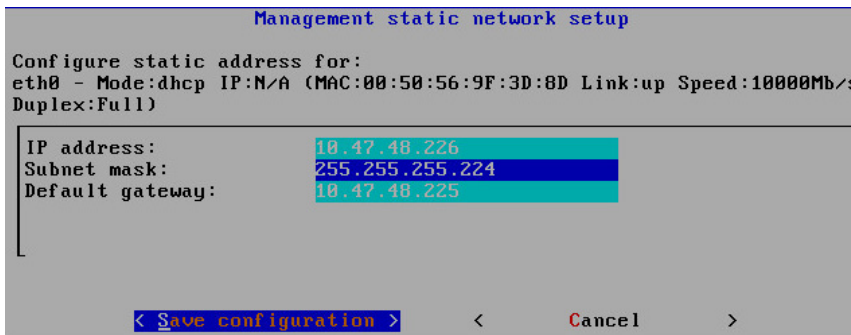 Management static network setup
Configure static address for:
eth0 - Mode:dhcp IP:N/A (MAC:00:50:56:9F:3D:8D Link:up Speed:10000Mb/s
Duplex:Full)
IP address: 10.47.48.226
Subnet mask: 255.255.255.224
Default gateway: 10.47.48.225
< Save configuration > < Cancel >